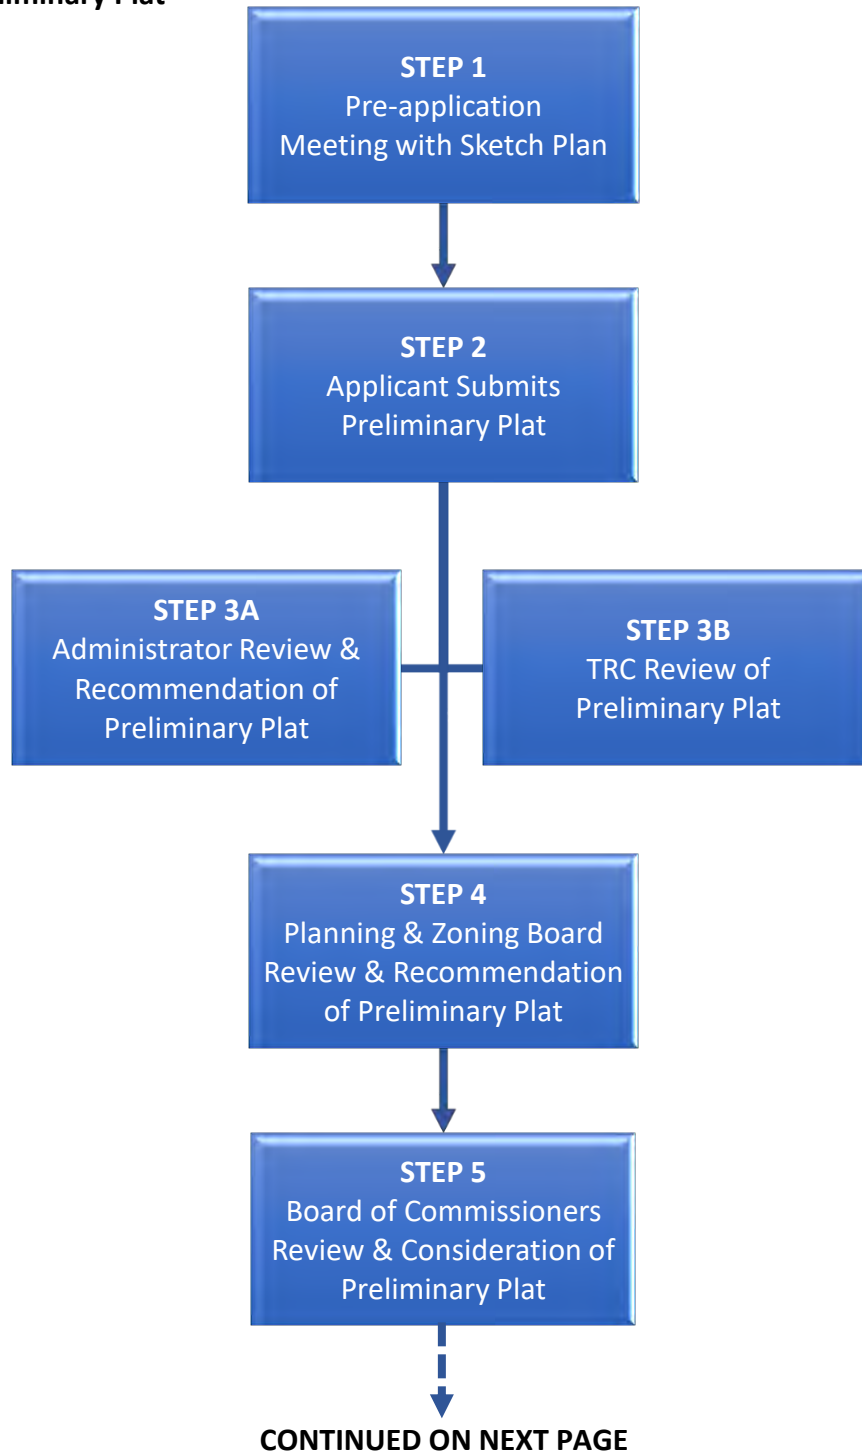 Plat
STEP 1
Pre-application
Meeting with Sketch Plan
STEP 2
Applicant Submits
Preliminary Plat
STEP 3A
Administrator Review &
Recommendation of
Preliminary Plat
STEP 3B
TRC Review of
Preliminary Plat
STEP 4
Planning & Zoning Board
Review & Recommendation
of Preliminary Plat
STEP 5
Board of Commissioners
Review & Consideration of
Preliminary Plat
CONTINUED ON NEXT PAGE